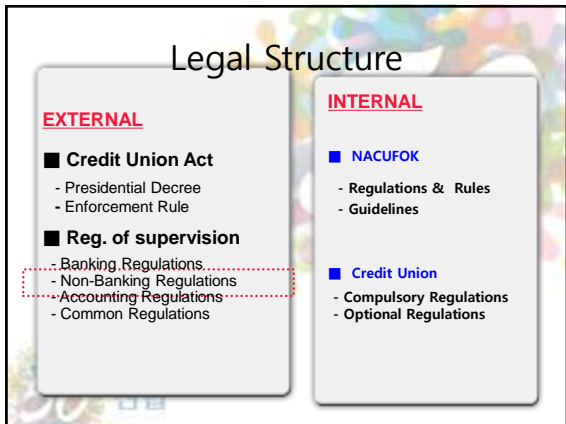 Legal Structure
EXTERNAL
■ Credit Union Act
- Presidential Decree
- Enforcement Rule
■ Reg. of supervision
- Banking Regulations
- Non-Banking Regulations
- Accounting Regulations
- Common Regulations
INTERNAL
■ NACUFOK
- Regulations & Rules
- Guidelines
■ Credit Union
- Compulsory Regulations
- Optional Regulations